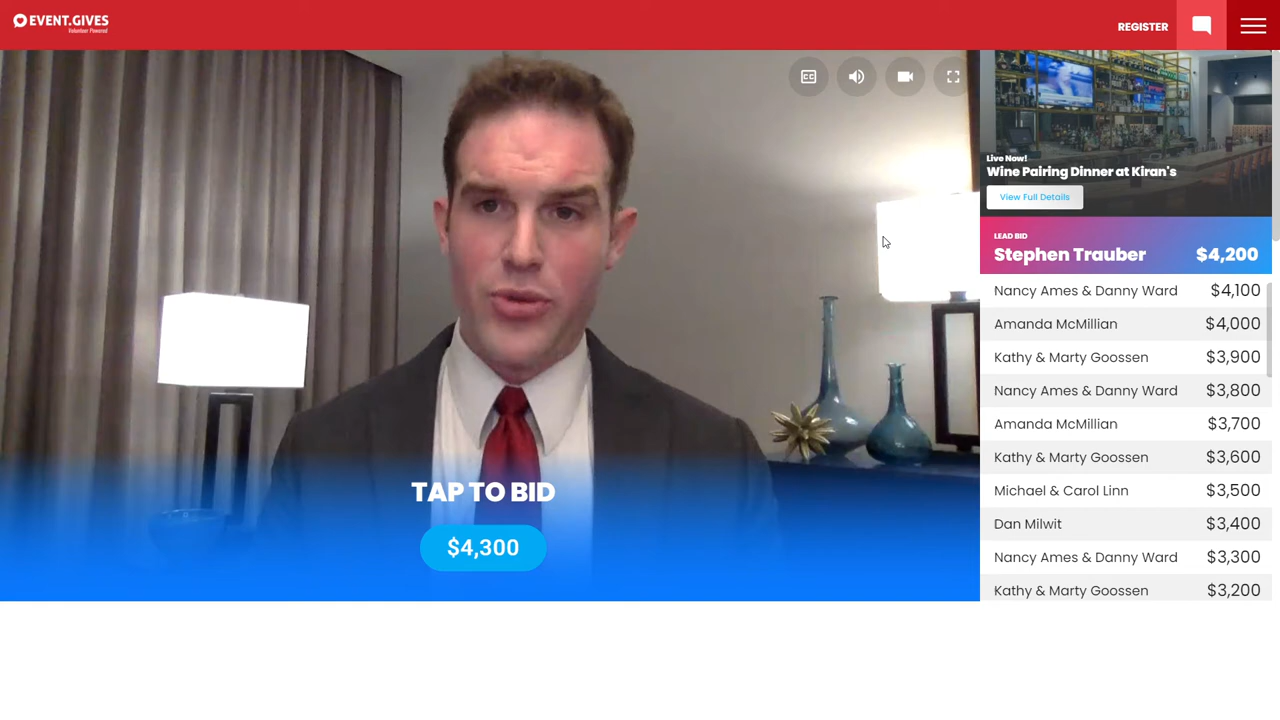 EVENT.GIVES
Volunteer Powered
REGISTER
CC
Live Now!
Wine Pairing Dinner at Kiran's
View Full Details
LEAD BID
Stephen Trauber $4,200
Nancy Ames & Danny Ward $4,100
Amanda McMillian $4,000
Kathy & Marty Goossen $3,900
Nancy Ames & Danny Ward $3,800
Amanda McMillian $3,700
Kathy & Marty Goossen $3,600
Michael & Carol Linn $3,500
Dan Milwit $3,400
Nancy Ames & Danny Ward $3,300
Kathy & Marty Goossen $3,200
TAP TO BID
$4,300